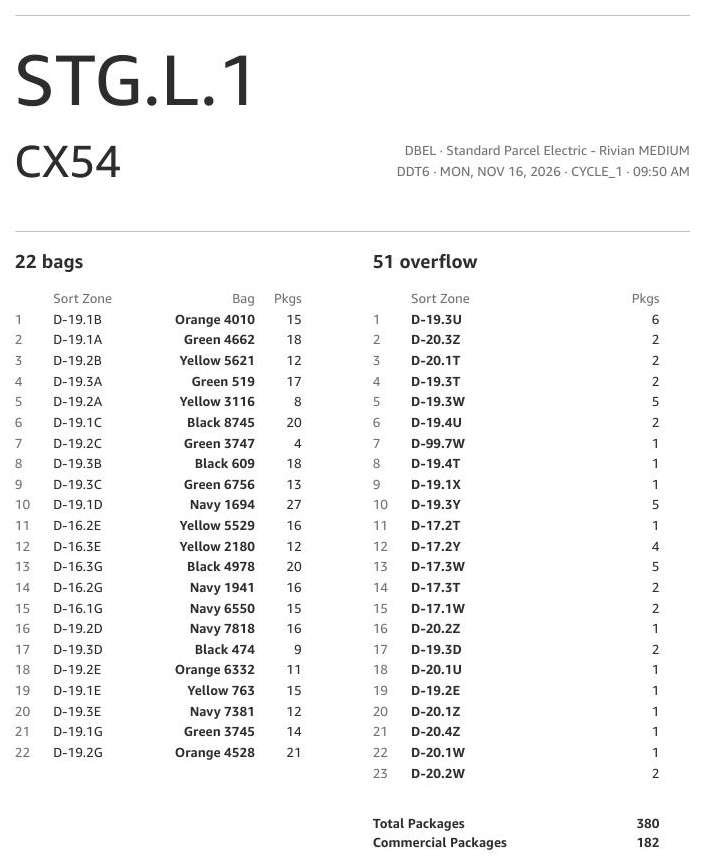 STG.L.1
CX54
DBEL · Standard Parcel Electric - Rivian MEDIUM
DDT6 · MON, NOV 16, 2026 · CYCLE_1 · 09:50 AM
22 bags
Sort Zone Bag Pkgs
1 D-19.1B Orange 4010 15
2 D-19.1A Green 4662 18
3 D-19.2B Yellow 5621 12
4 D-19.3A Green 519 17
5 D-19.2A Yellow 3116 8
6 D-19.1C Black 8745 20
7 D-19.2C Green 3747 4
8 D-19.3B Black 609 18
9 D-19.3C Green 6756 13
10 D-19.1D Navy 1694 27
11 D-16.2E Yellow 5529 16
12 D-16.3E Yellow 2180 12
13 D-16.3G Black 4978 20
14 D-16.2G Navy 1941 16
15 D-16.1G Navy 6550 15
16 D-19.2D Navy 7818 16
17 D-19.3D Black 474 9
18 D-19.2E Orange 6332 11
19 D-19.1E Yellow 763 15
20 D-19.3E Navy 7381 12
21 D-19.1G Green 3745 14
22 D-19.2G Orange 4528 21
51 overflow
Sort Zone Pkgs
1 D-19.3U 6
2 D-20.3Z 2
3 D-20.1T 2
4 D-19.3T 2
5 D-19.3W 5
6 D-19.4U 2
7 D-99.7W 1
8 D-19.4T 1
9 D-19.1X 1
10 D-19.3Y 5
11 D-17.2T 1
12 D-17.2Y 4
13 D-17.3W 5
14 D-17.3T 2
15 D-17.1W 2
16 D-20.2Z 1
17 D-19.3D 2
18 D-20.1U 1
19 D-19.2E 1
20 D-20.1Z 1
21 D-20.4Z 1
22 D-20.1W 1
23 D-20.2W 2
Total Packages 380
Commercial Packages 182